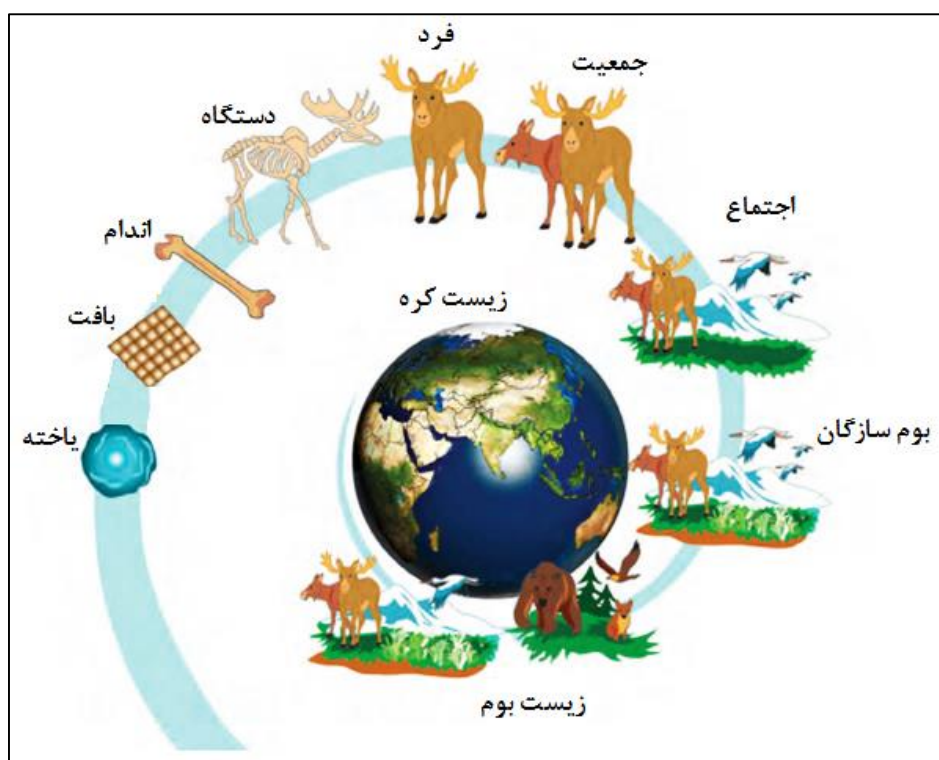 فرد
جمعیت
دستگاه
اجتماع
اندام
زیست کره
بافت
بوم سازگان
یاخته
زیست بوم